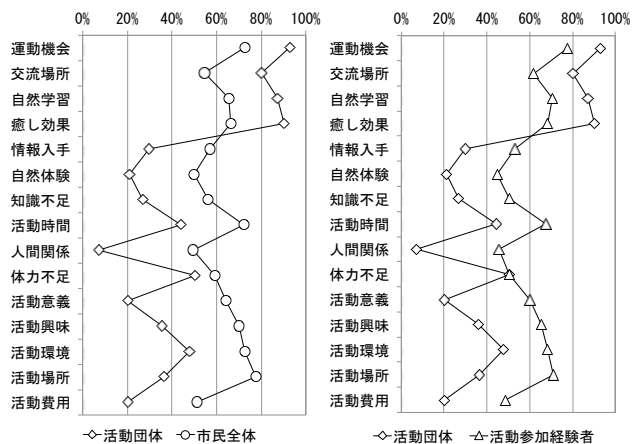 0% 20% 40% 60% 80% 100%
運動機会
交流場所
自然学習
癒し効果
情報入手
自然体験
知識不足
活動時間
人間関係
体力不足
活動意義
活動興味
活動環境
活動場所
活動費用
活動団体 市民全体
0% 20% 40% 60% 80% 100%
運動機会
交流場所
自然学習
癒し効果
情報入手
自然体験
知識不足
活動時間
人間関係
体力不足
活動意義
活動興味
活動環境
活動場所
活動費用
活動団体 活動参加経験者